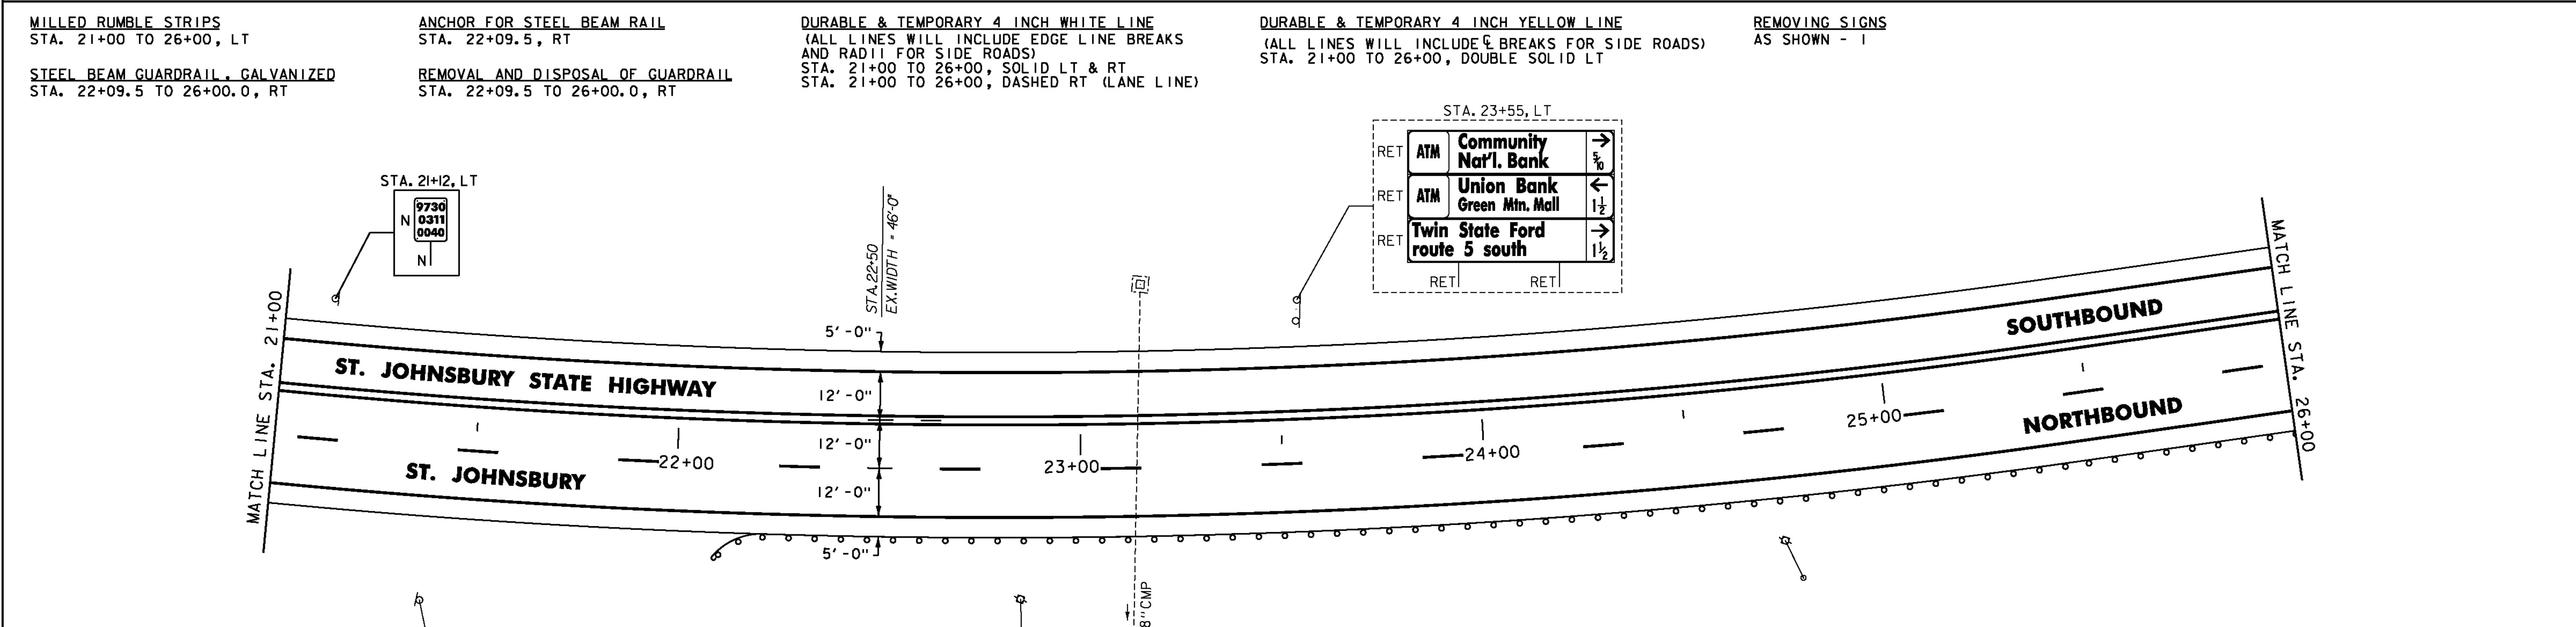 MILLED RUMBLE STRIPS
STA. 21+00 TO 26+00, LT
STEEL BEAM GUARDRAIL, GALVANIZED
STA. 22+09.5 TO 26+00.0, RT
ANCHOR FOR STEEL BEAM RAIL
STA. 22+09.5, RT
REMOVAL AND DISPOSAL OF GUARDRAIL
STA. 22+09.5 TO 26+00.0, RT
DURABLE & TEMPORARY 4 INCH WHITE LINE
(ALL LINES WILL INCLUDE EDGE LINE BREAKS
AND RADII FOR SIDE ROADS)
STA. 21+00 TO 26+00, SOLID LT & RT
STA. 21+00 TO 26+00, DASHED RT (LANE LINE)
DURABLE & TEMPORARY 4 INCH YELLOW LINE
(ALL LINES WILL INCLUDE ℄ BREAKS FOR SIDE ROADS)
STA. 21+00 TO 26+00, DOUBLE SOLID LT
REMOVING SIGNS
AS SHOWN - 1
STA. 21+12, LT
9730
N 0311
0040
N
STA. 23+55, LT
RET ATM Community →
Nat'l. Bank 5/10
RET ATM Union Bank ←
Green Mtn. Mall 1½
RET Twin State Ford →
route 5 south 1½
RET RET
STA. 22+50
EX. WIDTH = 46'-0"
MATCH LINE STA. 21+00
MATCH LINE STA. 26+00
5'-0"
12'-0"
12'-0"
12'-0"
5'-0"
ST. JOHNSBURY STATE HIGHWAY
SOUTHBOUND
ST. JOHNSBURY
NORTHBOUND
22+00
23+00
24+00
25+00
8" CMP